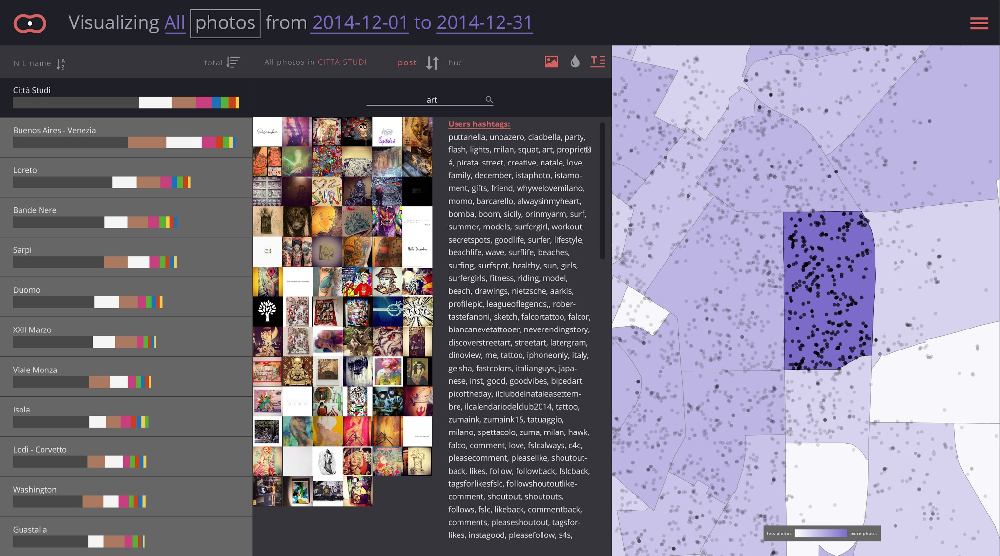 Visualizing All photos from 2014-12-01 to 2014-12-31
NIL name
A
Z
total
All photos in CITTÀ STUDI
post
hue
T
Città Studi
Buenos Aires - Venezia
Loreto
Bande Nere
Sarpi
Duomo
XXII Marzo
Viale Monza
Isola
Lodi - Corvetto
Washington
Guastalla
art
December.
Capitolo 8
SURF
Me
You
Hello December
GRAFICA
Users hashtags:
puttanella, unoazero, ciaobella, party,
flash, lights, milan, squat, art, propriet
á, pirata, street, creative, natale, love,
family, december, istaphoto, istamo-
ment, gifts, friend, whywelovemilano,
momo, barcarello, alwaysinmyheart,
bomba, boom, sicily, orinmyarm, surf,
summer, models, surfergirl, workout,
secretspots, goodlife, surfer, lifestyle,
beachlife, wave, surflife, beaches,
surfing, surfspot, healthy, sun, girls,
surfergirls, fitness, riding, model,
beach, drawings, nietzsche, aarkis,
profilepic, leagueoflegends,, rober-
tastefanoni, sketch, falcortattoo, falcor,
biancanevetattooer, neverendingstory,
discoverstreetart, streetart, latergram,
dinoview, me, tattoo, iphoneonly, italy,
geisha, fastcolors, italianguys, japa-
nese, inst, good, goodvibes, bipedart,
picoftheday, ilclubdelnataleasettem-
bre, ilcalendariodelclub2014, tattoo,
zumaink, zumaink15, tatuaggio,
milano, spettacolo, zuma, milan, hawk,
falco, comment, love, fslcalways, c4c,
pleasecomment, pleaselike, shoutout-
back, likes, follow, followback, fslcback,
tagsforlikesfslc, followshoutoutlike-
comment, shoutout, shoutouts,
follows, fslc, likeback, commentback,
comments, pleaseshoutout, tagsfor-
likes, instagood, pleasefollow, s4s,
less photos
more photos